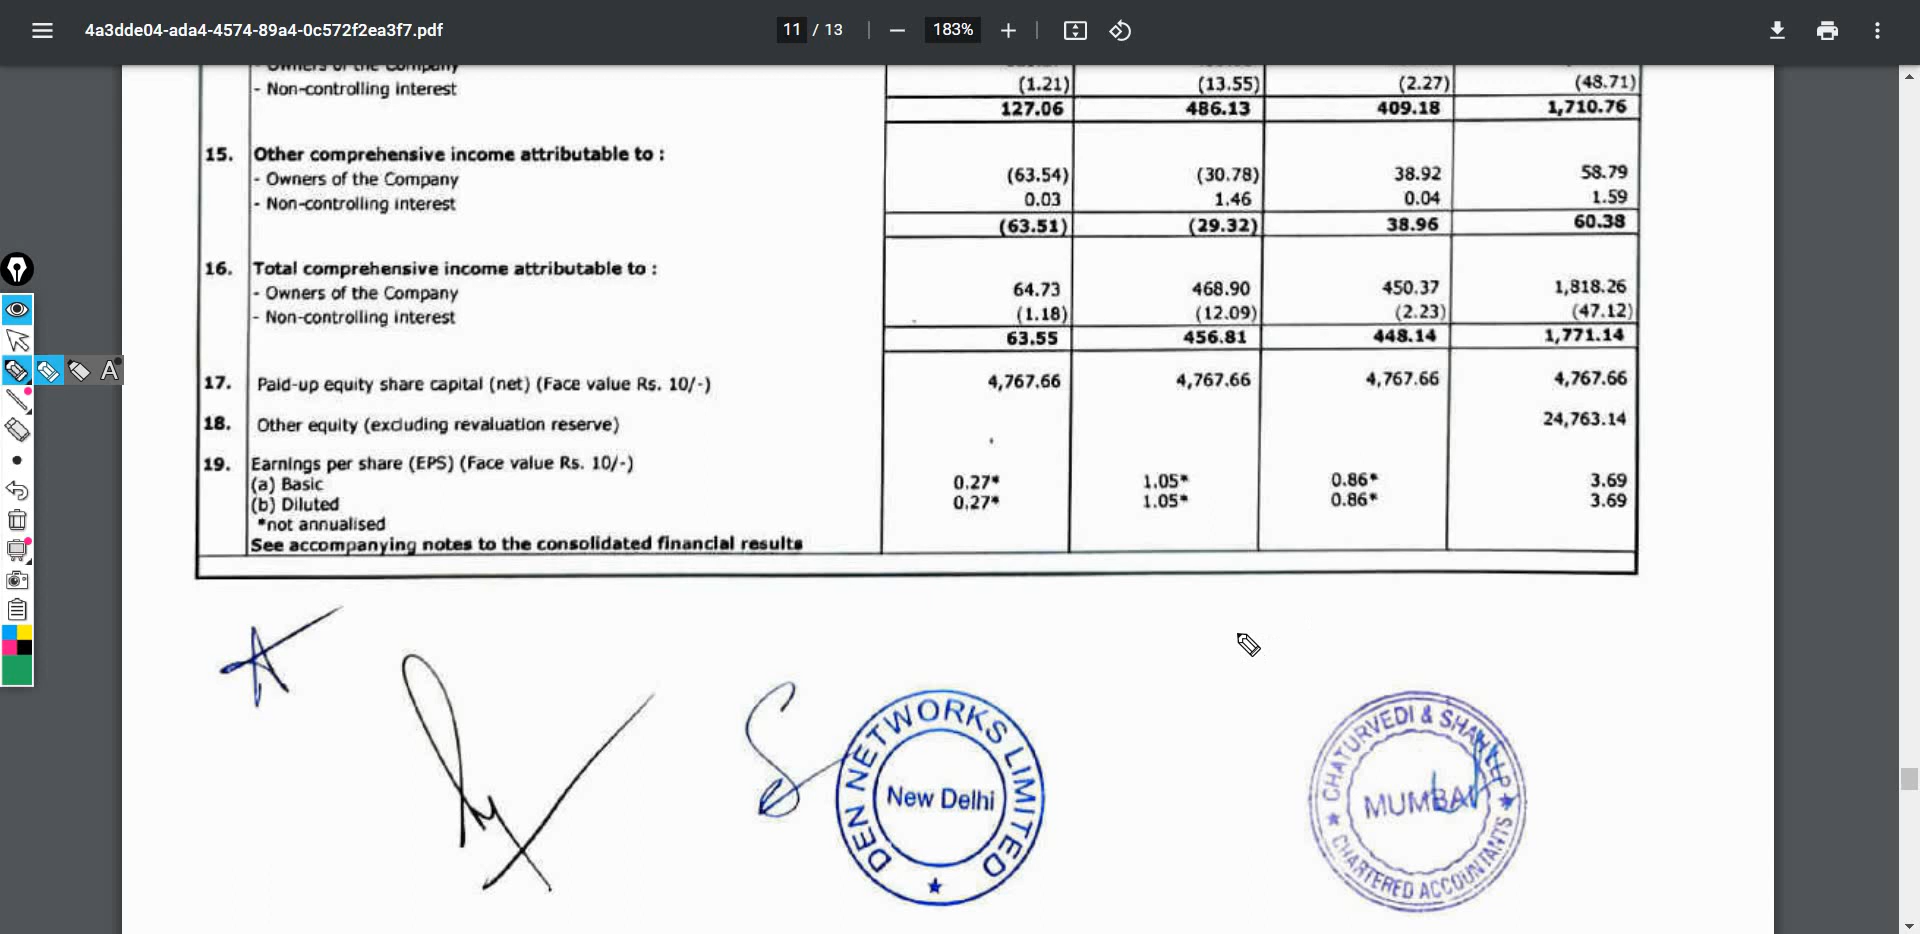 4a3dde04-ada4-4574-89a4-0c572f2ea3f7.pdf 11 / 13 183%
- Owners of the Company
- Non-controlling interest (1.21) (13.55) (2.27) (48.71)
127.06 486.13 409.18 1,710.76
15. Other comprehensive income attributable to :
- Owners of the Company (63.54) (30.78) 38.92 58.79
- Non-controlling interest 0.03 1.46 0.04 1.59
(63.51) (29.32) 38.96 60.38
16. Total comprehensive income attributable to :
- Owners of the Company 64.73 468.90 450.37 1,818.26
- Non-controlling interest (1.18) (12.09) (2.23) (47.12)
63.55 456.81 448.14 1,771.14
17. Paid-up equity share capital (net) (Face value Rs. 10/-) 4,767.66 4,767.66 4,767.66 4,767.66
18. Other equity (excluding revaluation reserve) 24,763.14
19. Earnings per share (EPS) (Face value Rs. 10/-)
(a) Basic 0.27* 1.05* 0.86* 3.69
(b) Diluted 0.27* 1.05* 0.86* 3.69
*not annualised
See accompanying notes to the consolidated financial results
DEN NETWORKS LIMITED
New Delhi
CHATURVEDI & SHAH LLP
MUMBAI
CHARTERED ACCOUNTANTS
A